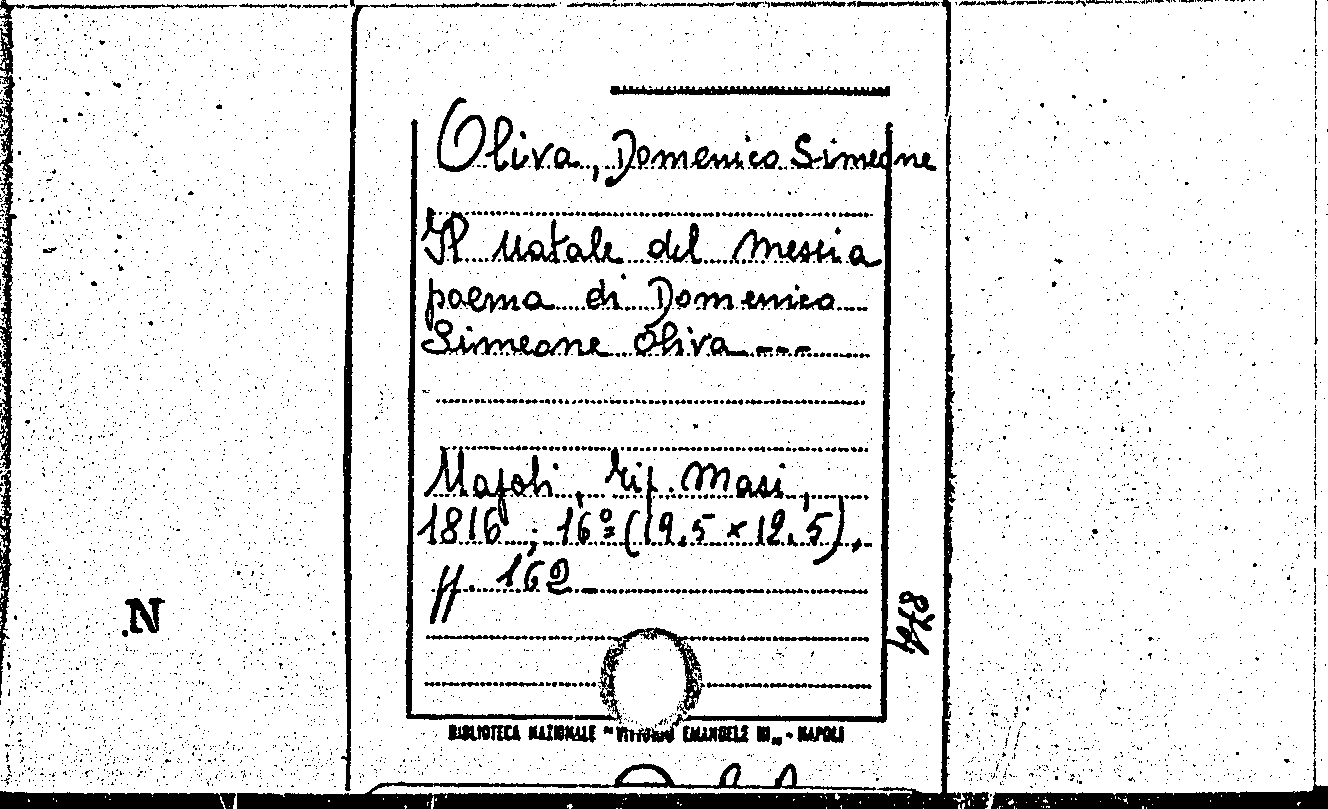 Oliva, Domenico Simeone
Il Natale del Messia
poema di Domenico
Simeone Oliva ---
Napoli, tip. Masi,
1816 ; 16º (19.5 x 12.5),
pp. 162
N
BIBLIOTECA NAZIONALE "VITTORIO EMANUELE III" - NAPOLI